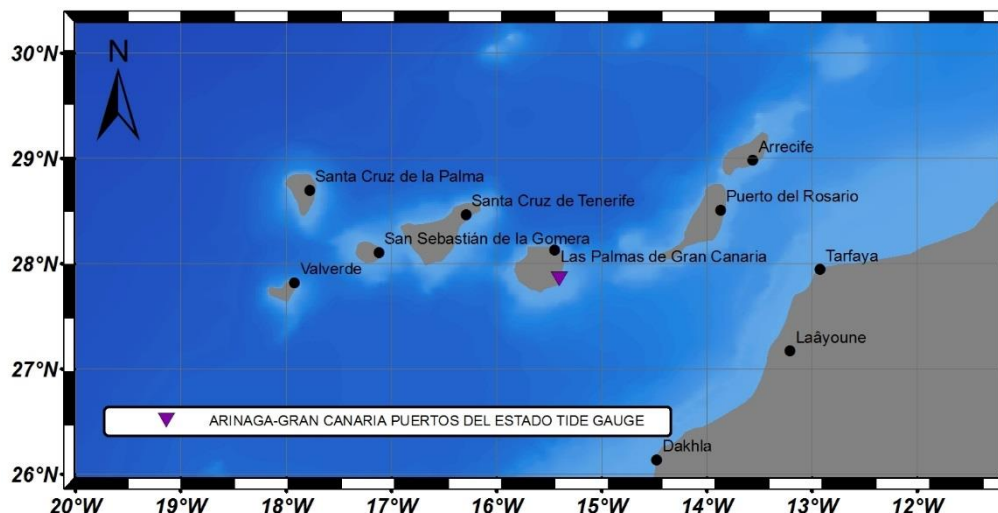 N
30°N
29°N
28°N
27°N
26°N
Arrecife
Santa Cruz de la Palma
Puerto del Rosario
Santa Cruz de Tenerife
San Sebastián de la Gomera
Las Palmas de Gran Canaria
Tarfaya
Valverde
Laâyoune
ARINAGA-GRAN CANARIA PUERTOS DEL ESTADO TIDE GAUGE
Dakhla
20°W 19°W 18°W 17°W 16°W 15°W 14°W 13°W 12°W